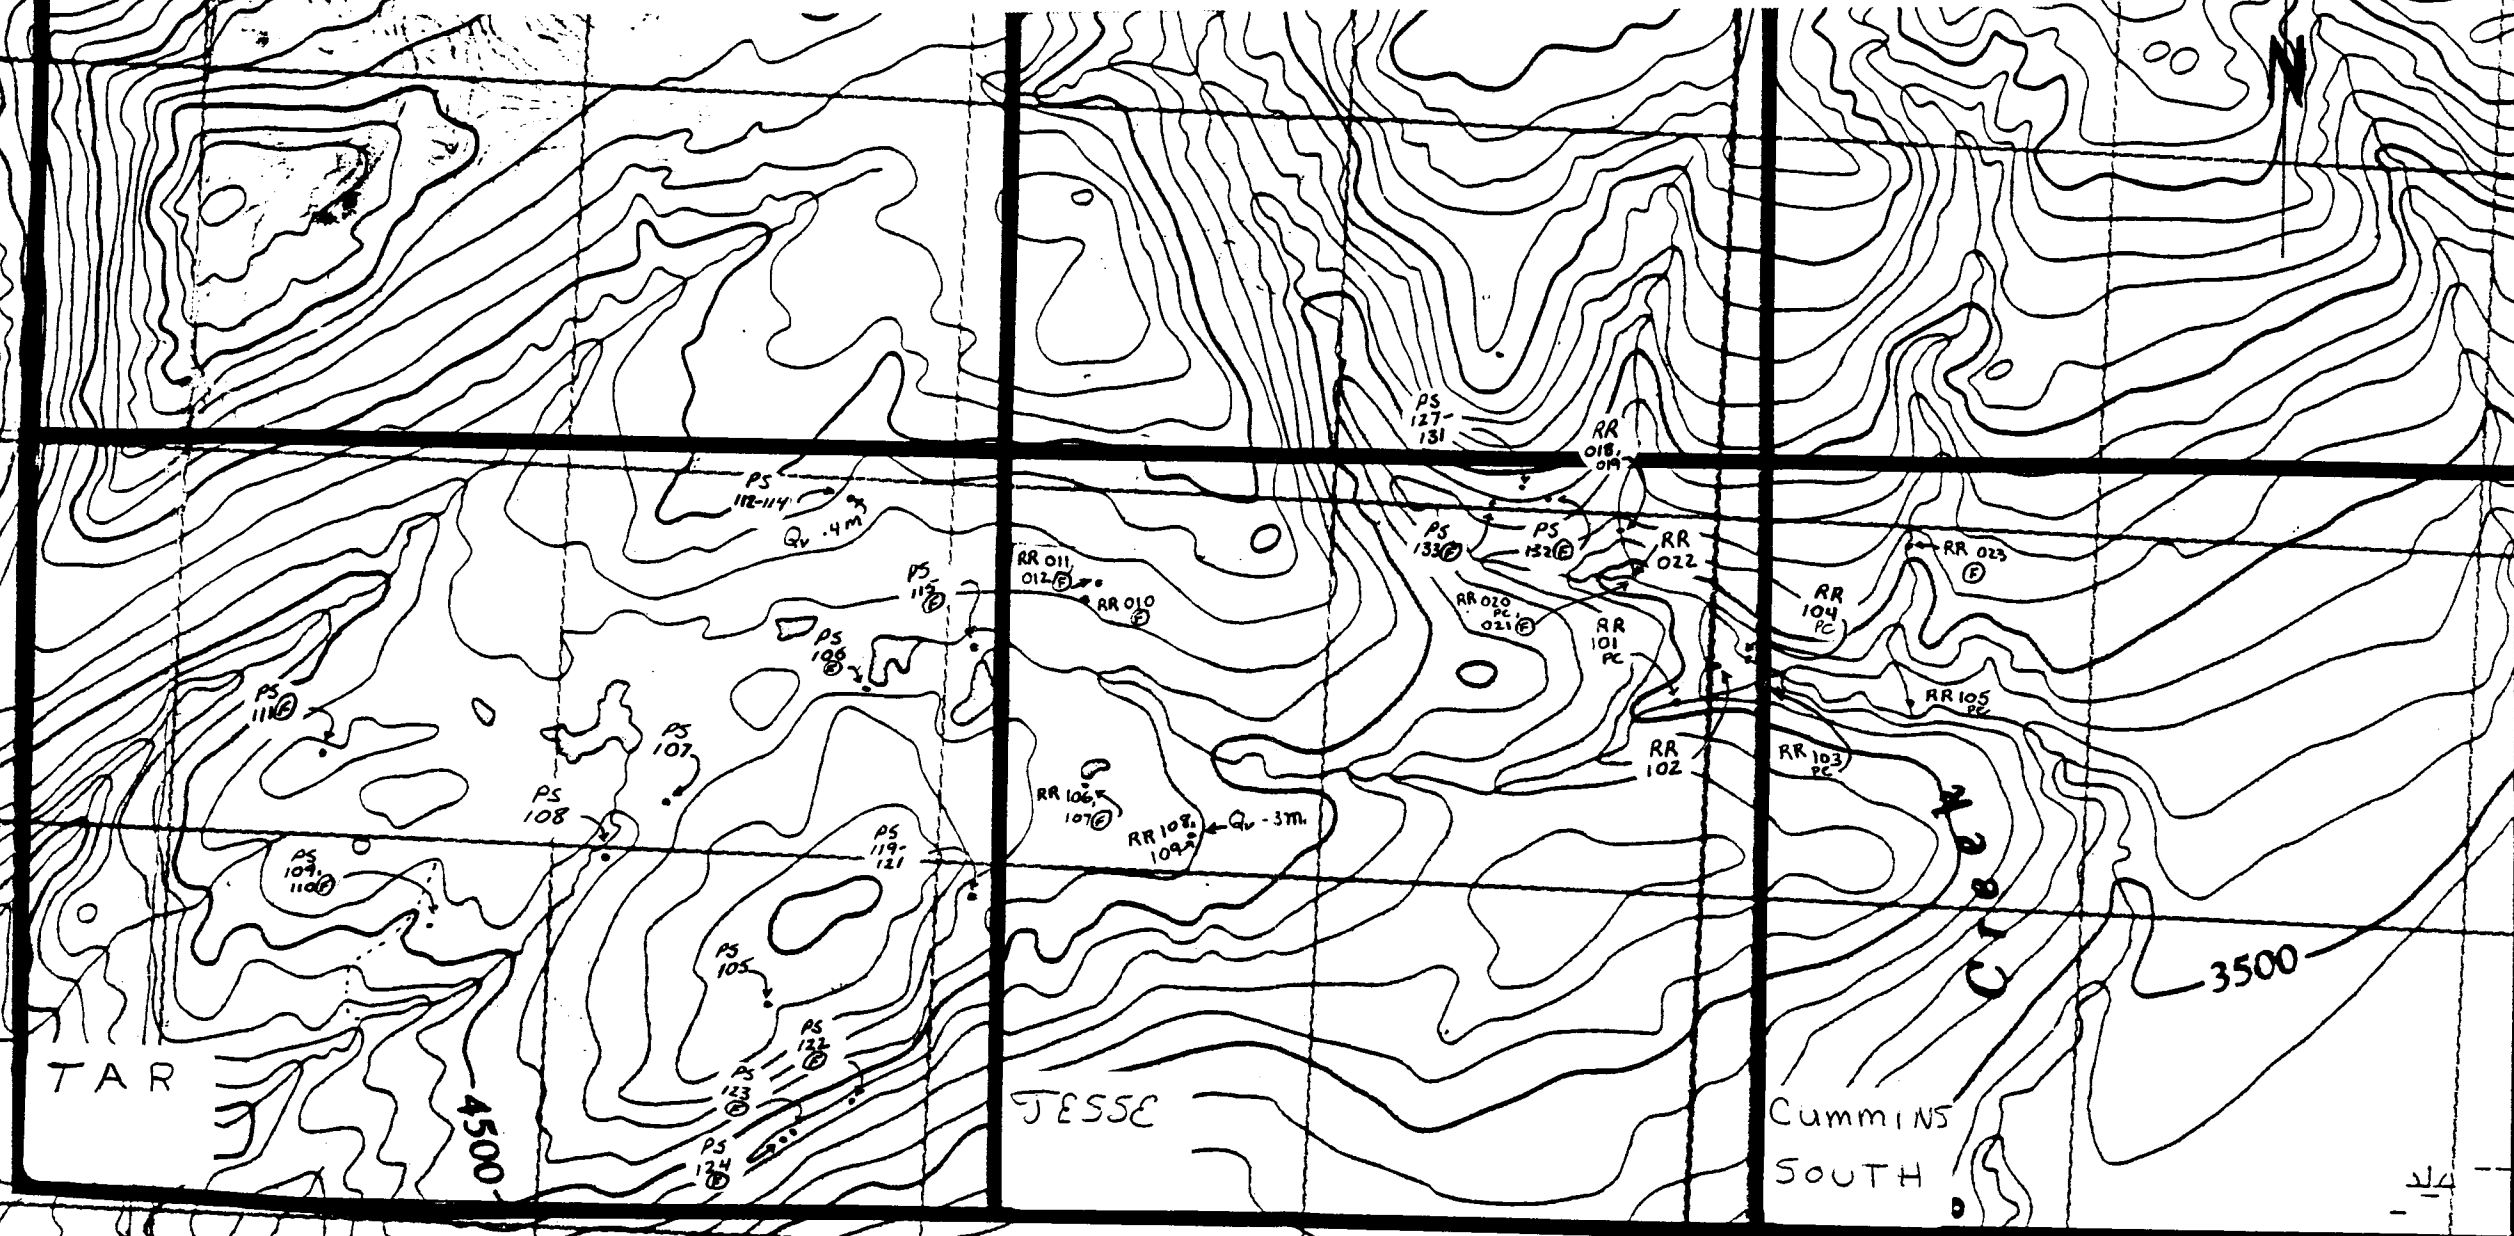 N
PS
127-
131
RR
018,
019
PS
112-114
Qv .4m
PS
133 F
PS
132 F
RR
022
RR 023
F
RR 011,
012 F
RR 010
F
PS
115
F
RR 020
PC,
021 F
RR
101
PC
RR
104
PC
PS
106
F
PS
111 F
PS
107
RR 105
PC
RR
102
RR 103
PC
PS
108
RR 106,
107 F
RR 108,
109
Qv - 3m.
PS
119-
121
PS
109,
110 F
PS
105
3500
PS
122
F
PS
123
F
PS
124
F
TAR
4500
JESSE
CUMMINS
SOUTH